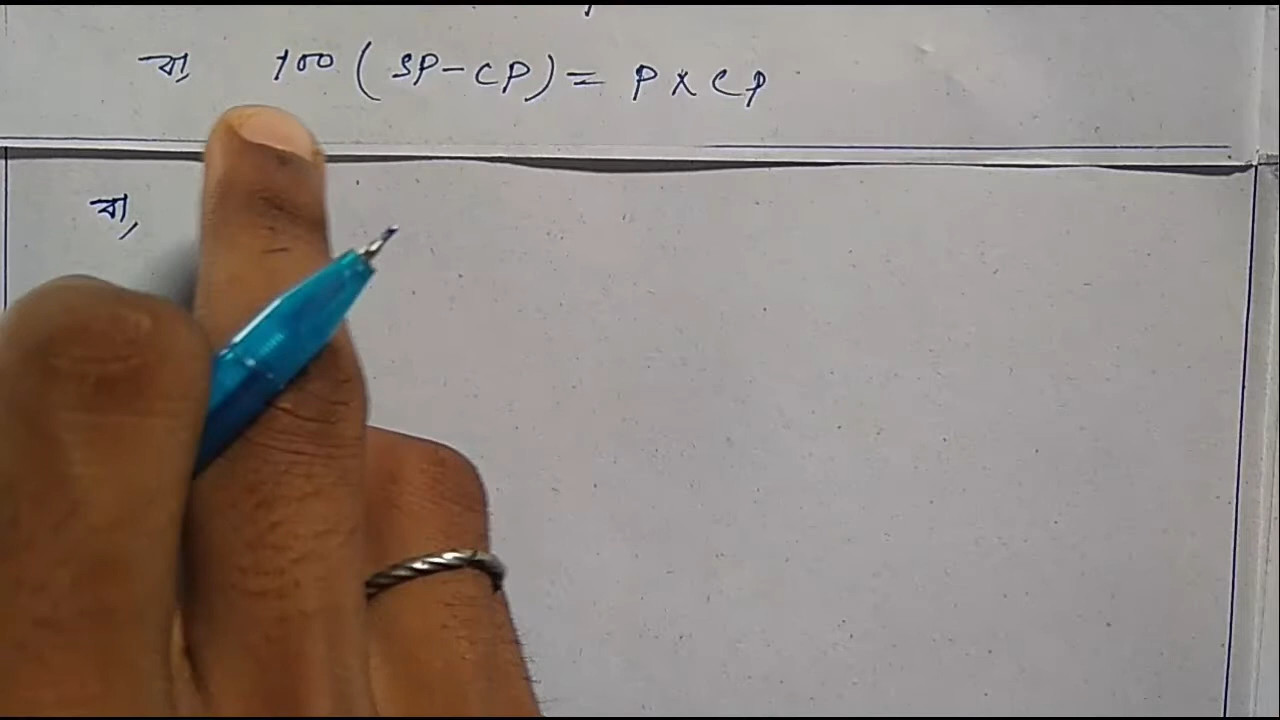 বা, 100 (SP-CP) = P×CP
বা,